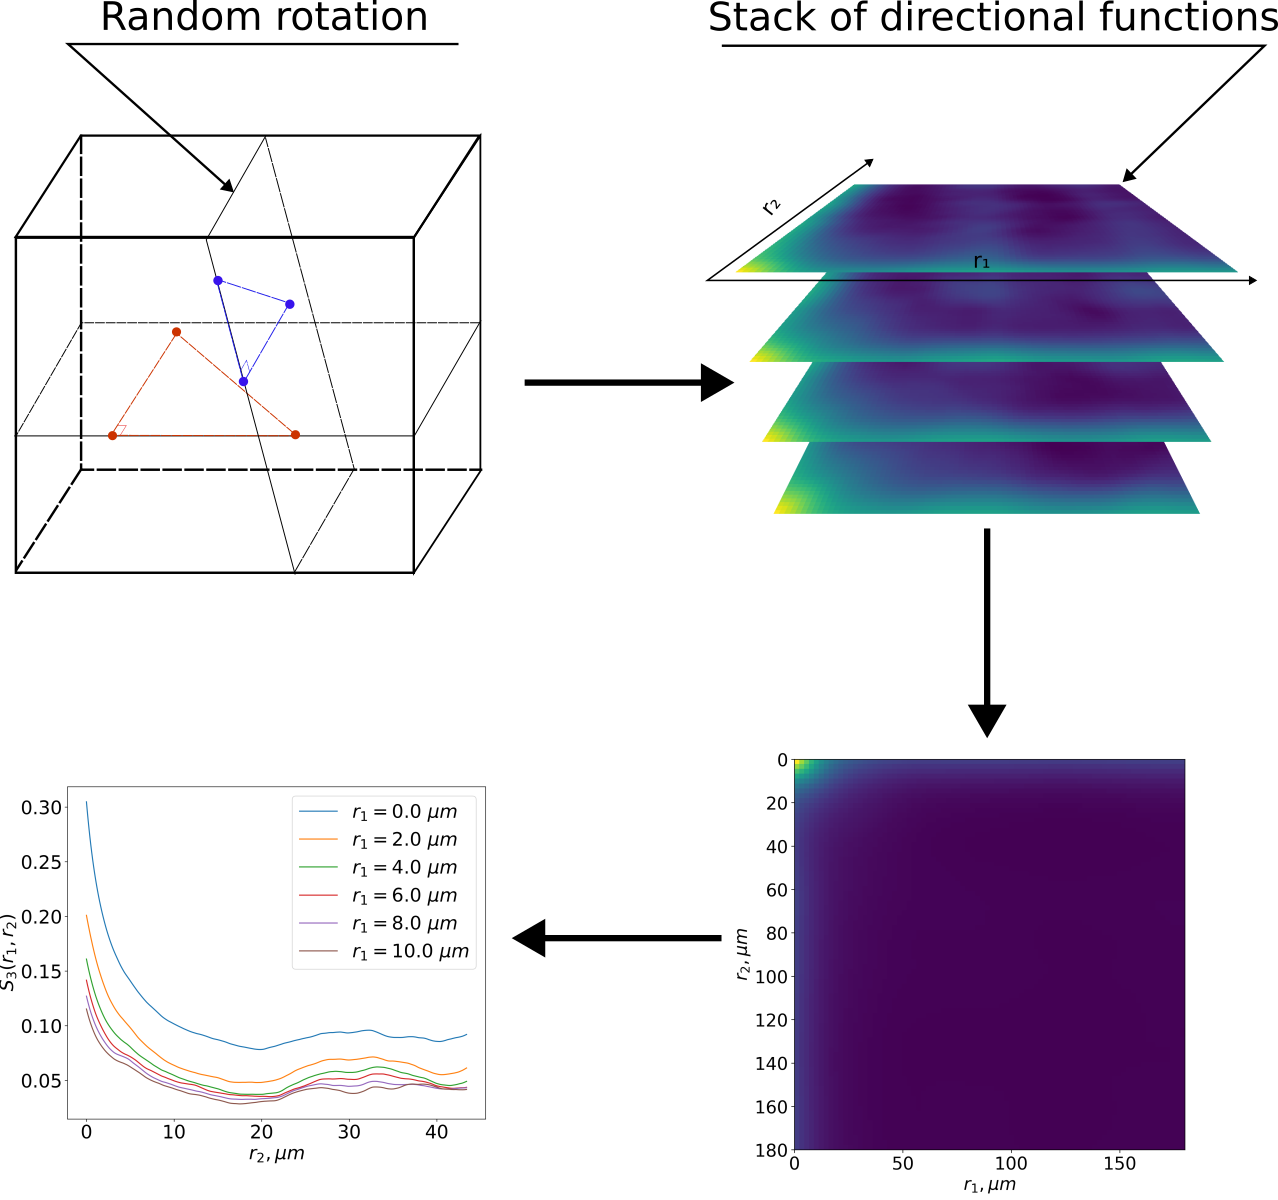 Random rotation
Stack of directional functions
r₂
r₁
0.30
0.25
0.20
0.15
0.10
0.05
S₃(r₁, r₂)
0 10 20 30 40
r₂, μm
r₁ = 0.0 μm
r₁ = 2.0 μm
r₁ = 4.0 μm
r₁ = 6.0 μm
r₁ = 8.0 μm
r₁ = 10.0 μm
0
20
40
60
80
100
120
140
160
180
r₂, μm
0 50 100 150
r₁, μm